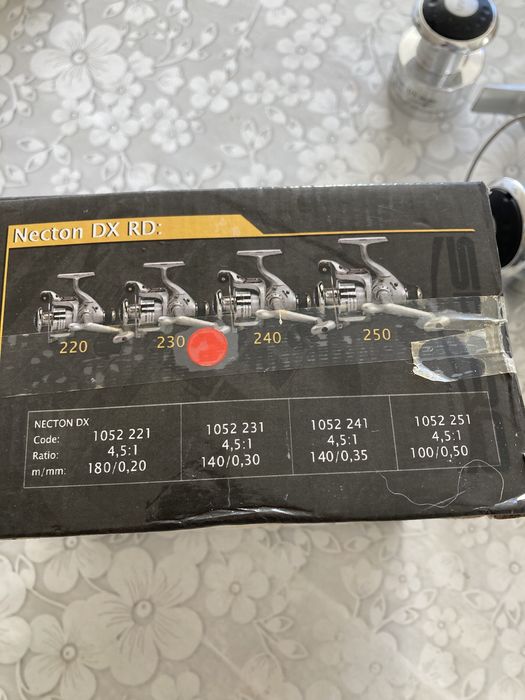 Necton DX RD:
220 230 240 250
NECTON DX
Code: 1052 221 1052 231 1052 241 1052 251
Ratio: 4,5:1 4,5:1 4,5:1 4,5:1
m/mm: 180/0,20 140/0,30 140/0,35 100/0,50